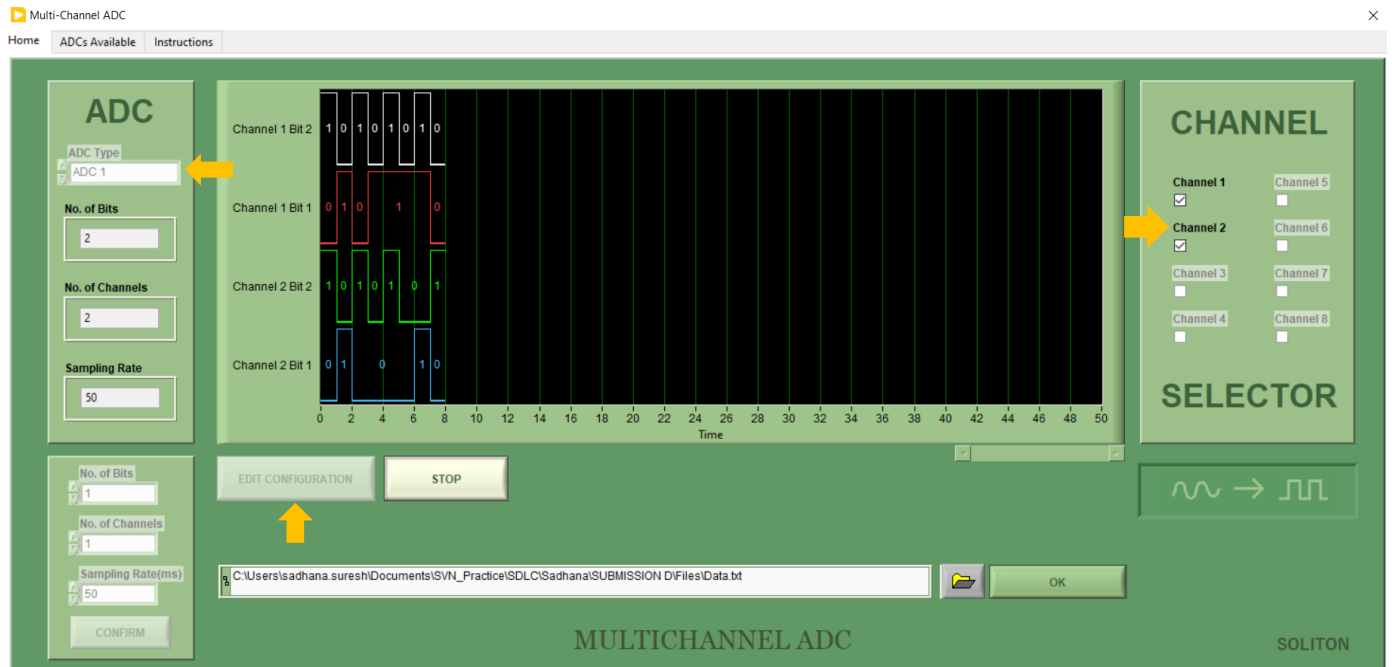 Multi-Channel ADC
Home ADCs Available Instructions
ADC
ADC Type
ADC 1
No. of Bits
2
No. of Channels
2
Sampling Rate
50
Channel 1 Bit 2 1 0 1 0 1 0 1 0
Channel 1 Bit 1 0 1 0 1 0
Channel 2 Bit 2 1 0 1 0 1 0 1
Channel 2 Bit 1 0 1 0 1 0
0 2 4 6 8 10 12 14 16 18 20 22 24 26 28 30 32 34 36 38 40 42 44 46 48 50
Time
CHANNEL
Channel 1 Channel 5
Channel 2 Channel 6
Channel 3 Channel 7
Channel 4 Channel 8
SELECTOR
No. of Bits
1
No. of Channels
1
Sampling Rate(ms)
50
CONFIRM
EDIT CONFIGURATION STOP
C:\Users\sadhana.suresh\Documents\SVN_Practice\SDLC\Sadhana\SUBMISSION D\Files\Data.txt
OK
MULTICHANNEL ADC
SOLITON